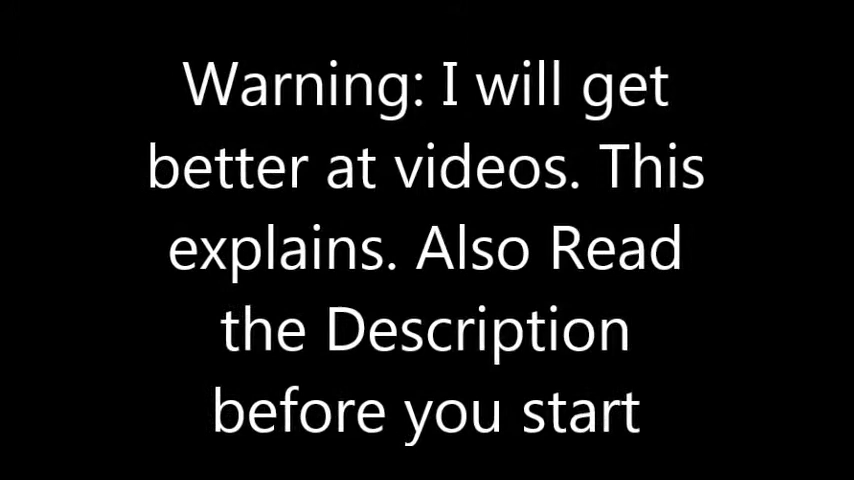 Warning: I will get
better at videos. This
explains. Also Read
the Description
before you start